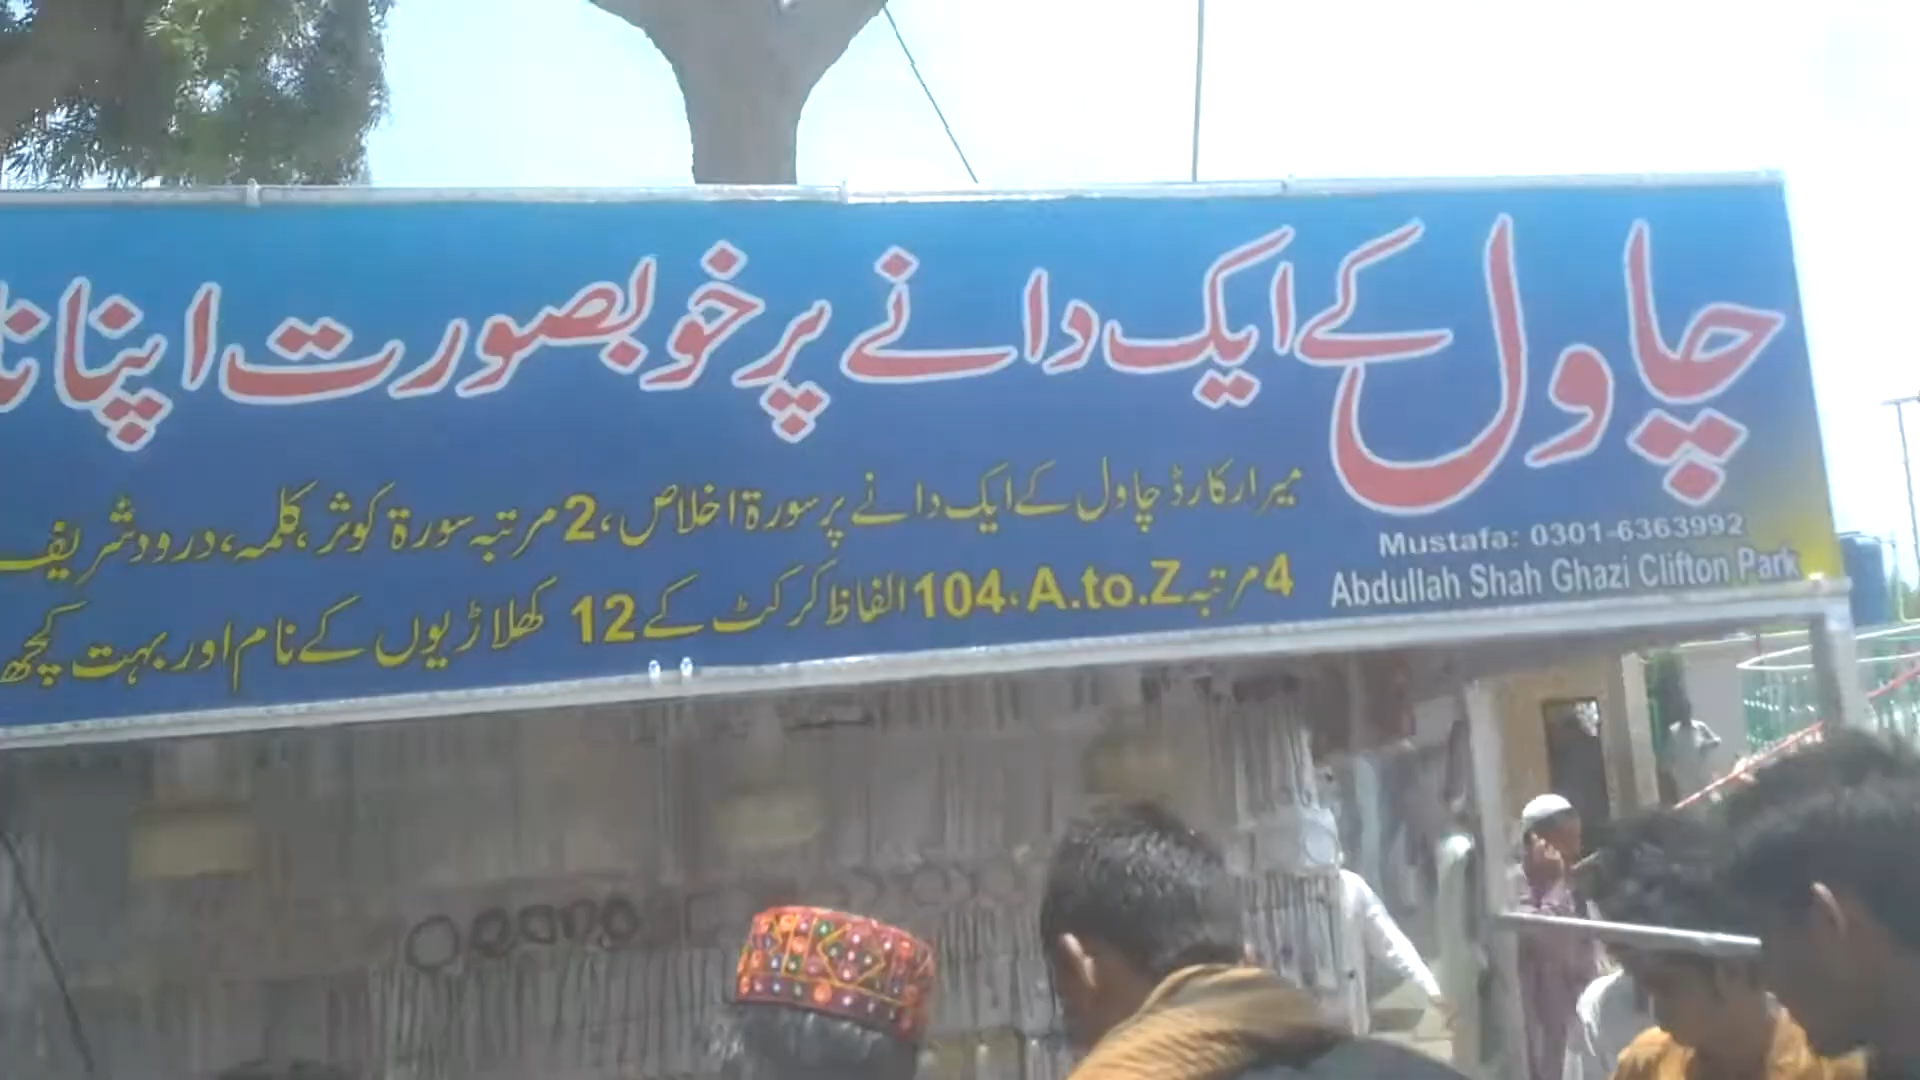 چاول کے ایک دانے پر خوبصورت اپنا
میرا رکارڈ چاول کے ایک دانے پر سورۃ اخلاص، 2 مرتبہ سورۃ کوثر، کلمہ، درود شریف
4 مرتبہ A.to.Z، 104 الفاظ کرکٹ کے 12 کھلاڑیوں کے نام اور بہت کچھ
Mustafa: 0301-6363992
Abdullah Shah Ghazi Clifton Park